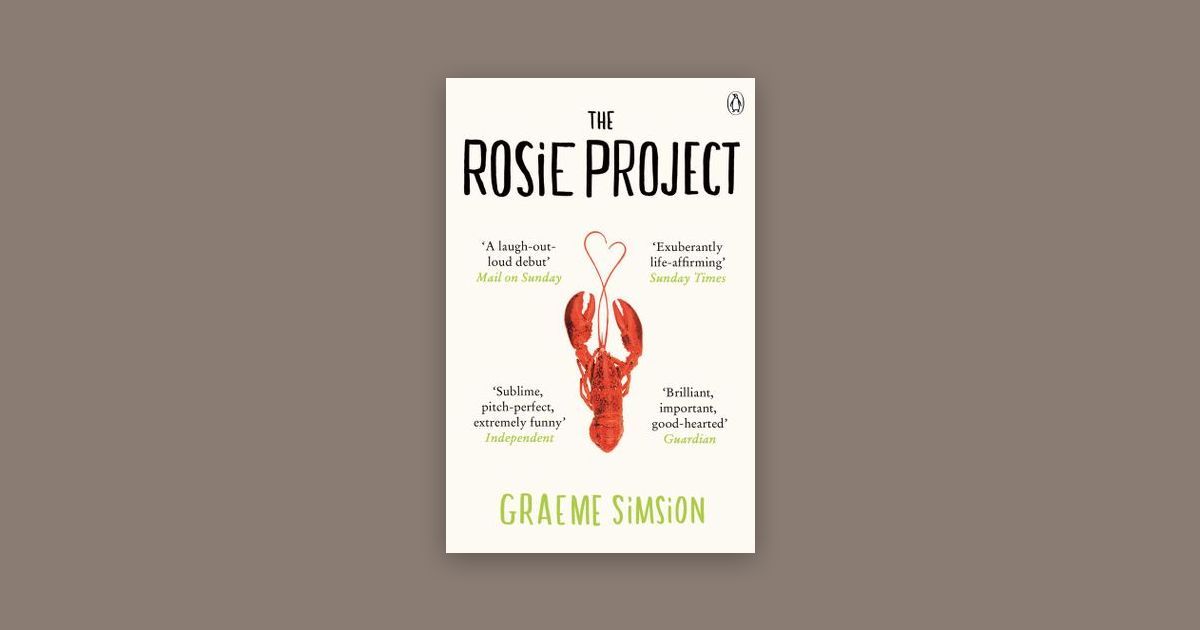 THE
ROSiE PROJECT
‘A laugh-out-
loud debut’
Mail on Sunday
‘Exuberantly
life-affirming’
Sunday Times
‘Sublime,
pitch-perfect,
extremely funny’
Independent
‘Brilliant,
important,
good-hearted’
Guardian
GRAEME SiMSiON